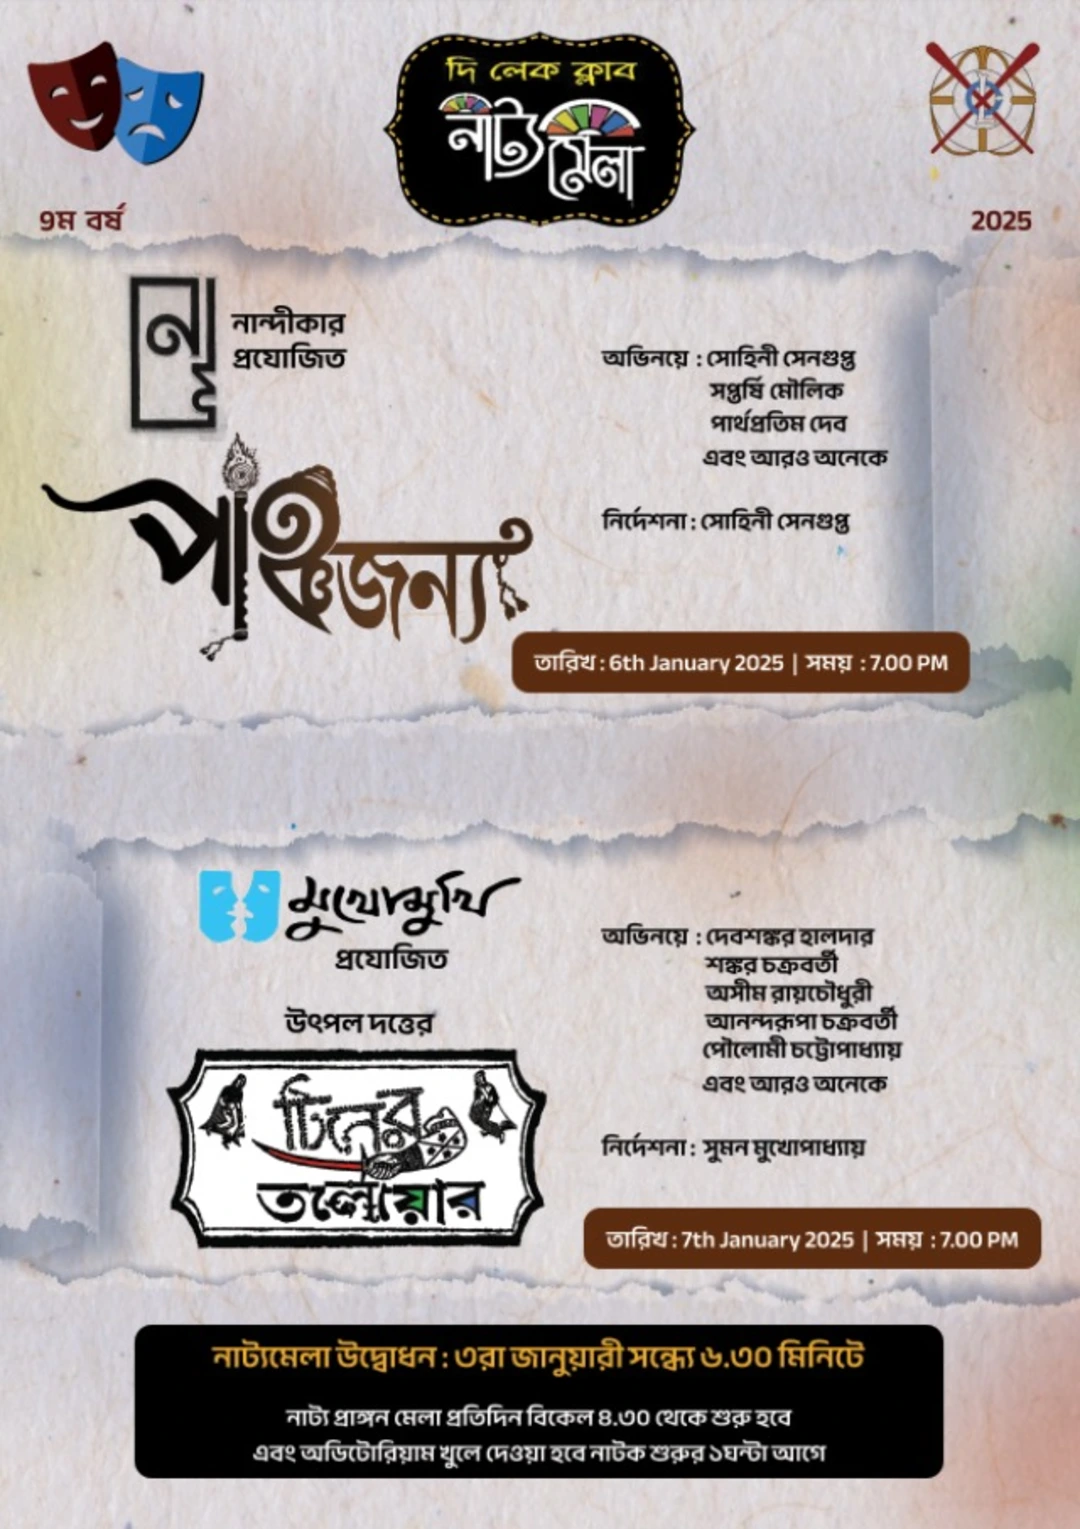 দি লেক ক্লাব
নাট্যমেলা
9ম বর্ষ
2025
নান্দীকার
প্রযোজিত
পাঞ্চজন্য
অভিনয়ে : সোহিনী সেনগুপ্ত
সপ্তর্ষি মৌলিক
পার্থপ্রতিম দেব
এবং আরও অনেকে
নির্দেশনা : সোহিনী সেনগুপ্ত
তারিখ : 6th January 2025 | সময় : 7.00 PM
মুখোমুখি
প্রযোজিত
উৎপল দত্তের
টিনের
তলোয়ার
অভিনয়ে : দেবশঙ্কর হালদার
শঙ্কর চক্রবর্তী
অসীম রায়চৌধুরী
আনন্দরূপা চক্রবর্তী
পৌলোমী চট্টোপাধ্যায়
এবং আরও অনেকে
নির্দেশনা : সুমন মুখোপাধ্যায়
তারিখ : 7th January 2025 | সময় : 7.00 PM
নাট্যমেলা উদ্বোধন : ৩রা জানুয়ারী সন্ধ্যে ৬.৩০ মিনিটে
নাট্য প্রাঙ্গন মেলা প্রতিদিন বিকেল ৪.৩০ থেকে শুরু হবে
এবং অডিটোরিয়াম খুলে দেওয়া হবে নাটক শুরুর ১ঘন্টা আগে